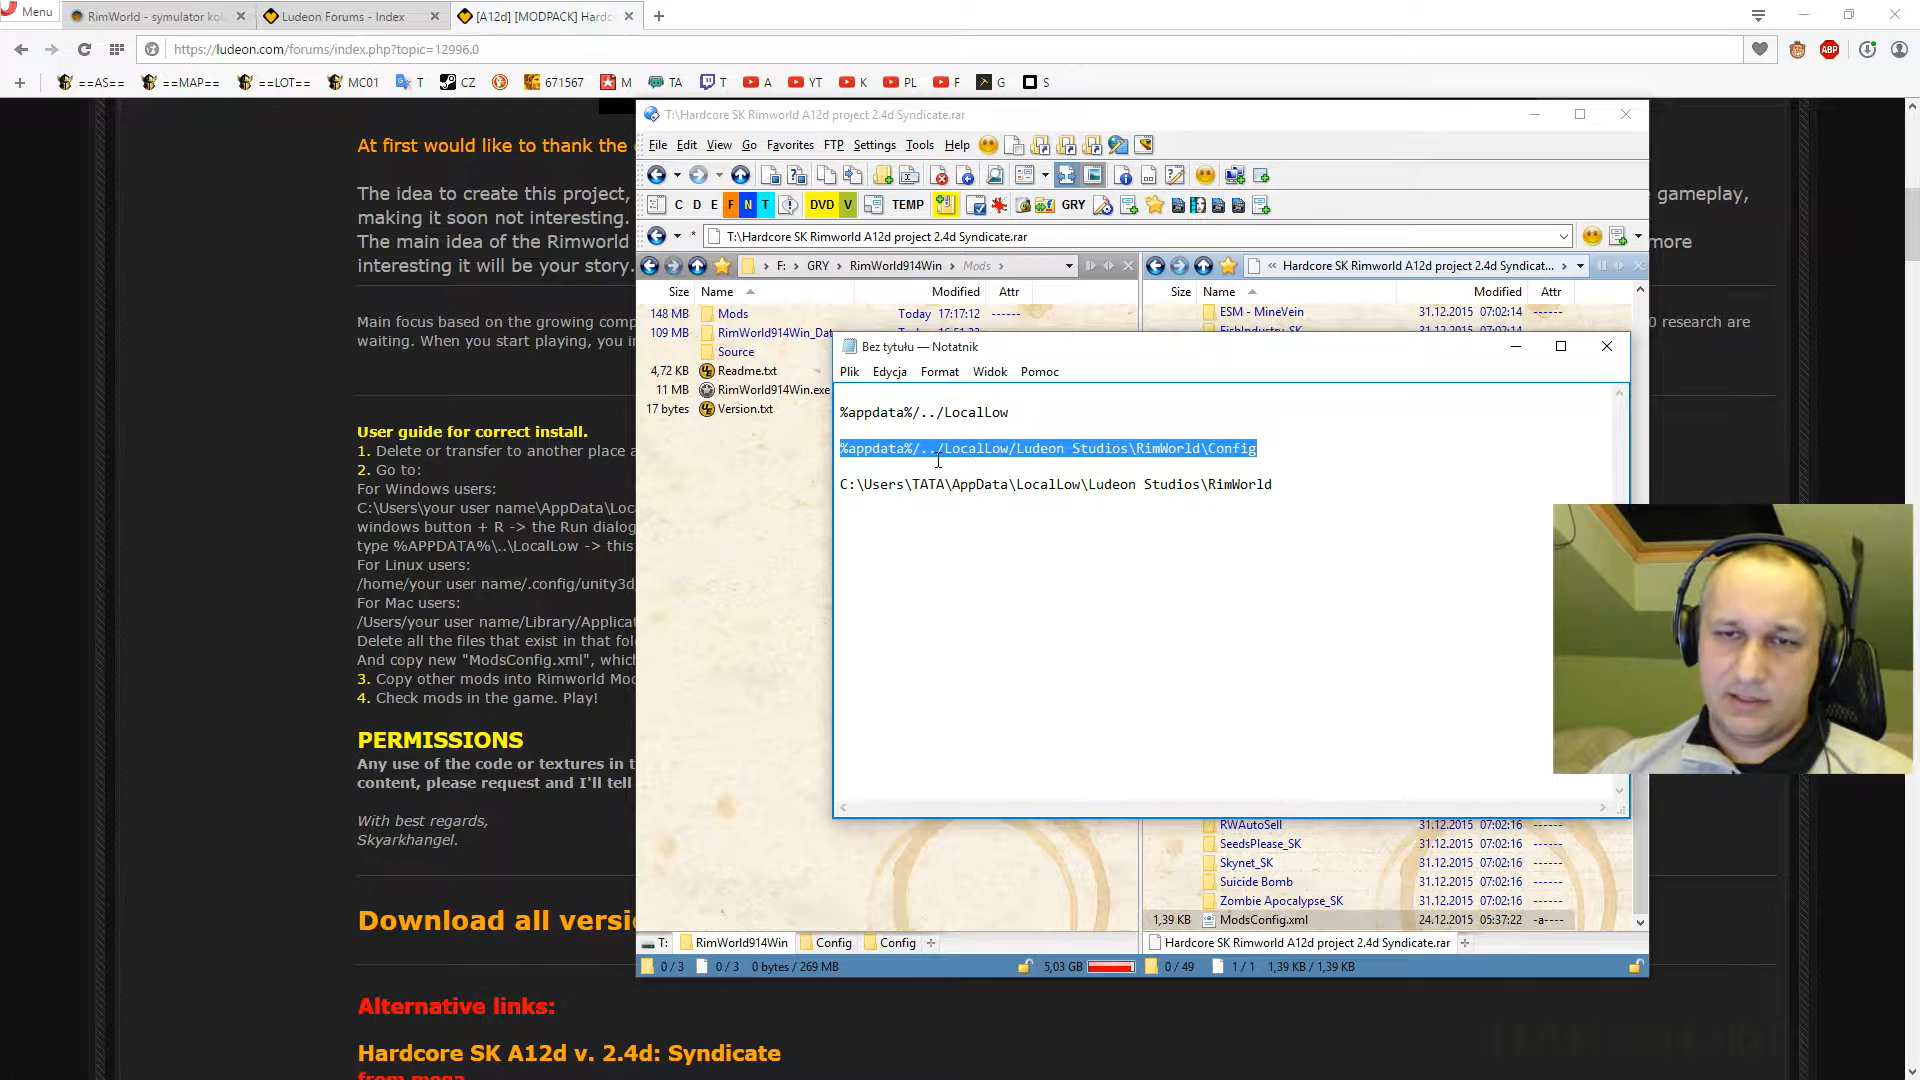 Menu
RimWorld - symulator kol
Ludeon Forums - Index
[A12d] [MODPACK] Hardc
https://ludeon.com/forums/index.php?topic=12996.0
==AS== ==MAP== ==LOT== MC01 T CZ 671567 M TA T A YT K PL F G S
At first would like to thank the
The idea to create this project,
gameplay,
making it soon not interesting.
The main idea of the Rimworld
more
interesting it will be your story.
Main focus based on the growing comp
0 research are
waiting. When you start playing, you
User guide for correct install.
1. Delete or transfer to another place a
2. Go to:
For Windows users:
C:\Users\your user name\AppData\Loc
windows button + R -> the Run dialog
type %APPDATA%\..\LocalLow -> this
For Linux users:
/home/your user name/.config/unity3d
For Mac users:
/Users/your user name/Library/Applica
Delete all the files that exist in that fol
And copy new "ModsConfig.xml", which
3. Copy other mods into Rimworld Mo
4. Check mods in the game. Play!
PERMISSIONS
Any use of the code or textures in t
content, please request and I'll tell
With best regards,
Skyarkhangel.
Download all versi
Alternative links:
Hardcore SK A12d v. 2.4d: Syndicate
from mega
T:\Hardcore SK Rimworld A12d project 2.4d Syndicate.rar
File Edit View Go Favorites FTP Settings Tools Help
C D E F N T DVD V TEMP GRY
T:\Hardcore SK Rimworld A12d project 2.4d Syndicate.rar
F: GRY RimWorld914Win Mods
Size Name Modified Attr
148 MB Mods Today 17:17:12 ------
109 MB RimWorld914Win_Dat
Source
4,72 KB Readme.txt
11 MB RimWorld914Win.exe
17 bytes Version.txt
T: RimWorld914Win Config Config
0 / 3 0 / 3 0 bytes / 269 MB 5,03 GB
« Hardcore SK Rimworld A12d project 2.4d Syndicat...
Size Name Modified Attr
ESM - MineVein 31.12.2015 07:02:14 ------
FishIndustry_SK 31.12.2015 07:02:14 ------
RWAutoSell 31.12.2015 07:02:16 ------
SeedsPlease_SK 31.12.2015 07:02:16 ------
Skynet_SK 31.12.2015 07:02:16 ------
Suicide Bomb 31.12.2015 07:02:16 ------
Zombie Apocalypse_SK 31.12.2015 07:02:16 ------
1,39 KB ModsConfig.xml 24.12.2015 05:37:22 -a----
Hardcore SK Rimworld A12d project 2.4d Syndicate.rar
0 / 49 1 / 1 1,39 KB / 1,39 KB
Bez tytułu — Notatnik
Plik Edycja Format Widok Pomoc
%appdata%/../LocalLow
%appdata%/../LocalLow/Ludeon Studios\RimWorld\Config
C:\Users\TATA\AppData\LocalLow\Ludeon Studios\RimWorld